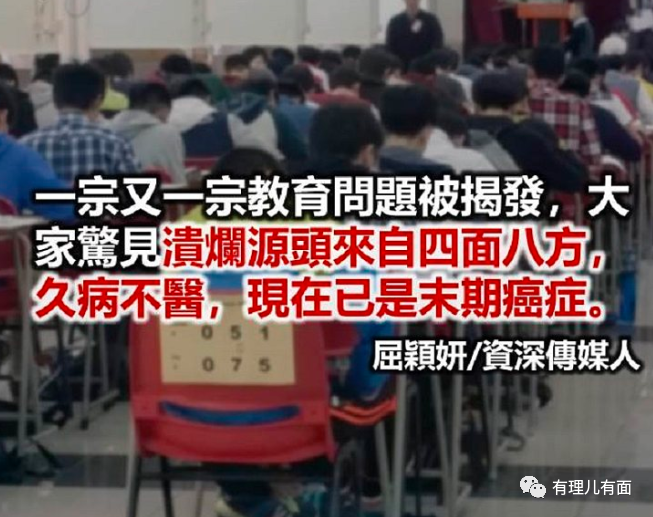 一宗又一宗教育問題被揭發，大
家驚見潰爛源頭來自四面八方，
久病不醫，現在已是末期癌症。
屈穎妍/資深傳媒人
051
075
有理儿有面